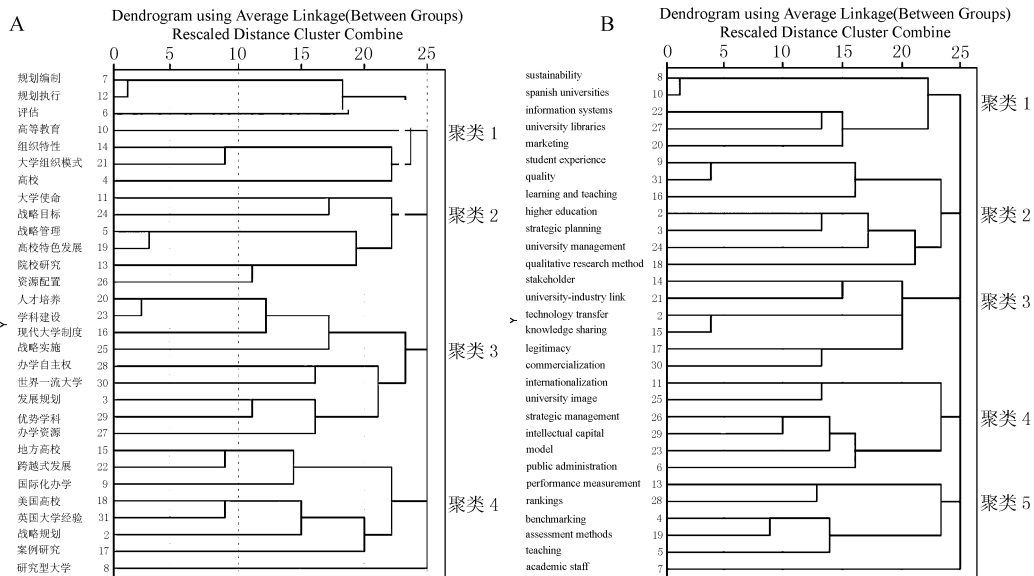 A
Dendrogram using Average Linkage(Between Groups)
Rescaled Distance Cluster Combine
0 5 10 15 20 25
规划编制 7
规划执行 12
评估 6
高等教育 10
组织特性 14
大学组织模式 21
高校 4
大学使命 11
战略目标 24
战略管理 5
高校特色发展 19
院校研究 13
资源配置 26
人才培养 20
学科建设 23
现代大学制度 16
战略实施 25
办学自主权 28
世界一流大学 30
发展规划 3
优势学科 29
办学资源 27
地方高校 15
跨越式发展 22
国际化办学 9
美国高校 18
英国大学经验 31
战略规划 2
案例研究 17
研究型大学 8
Y
聚类 1
聚类 2
聚类 3
聚类 4
B
Dendrogram using Average Linkage(Between Groups)
Rescaled Distance Cluster Combine
0 5 10 15 20 25
sustainability 8
spanish universities 10
information systems 22
university libraries 27
marketing 20
student experience 9
quality 31
learning and teaching 16
higher education 2
strategic planning 3
university management 24
qualitative research method 18
stakeholder 14
university-industry link 21
technology transfer 2
knowledge sharing 15
legitimacy 17
commercialization 30
internationalization 11
university image 25
strategic management 26
intellectual capital 29
model 23
public administration 6
performance measurement 13
rankings 28
benchmarking 4
assessment methods 19
teaching 5
academic staff 7
Y
聚类 1
聚类 2
聚类 3
聚类 4
聚类 5